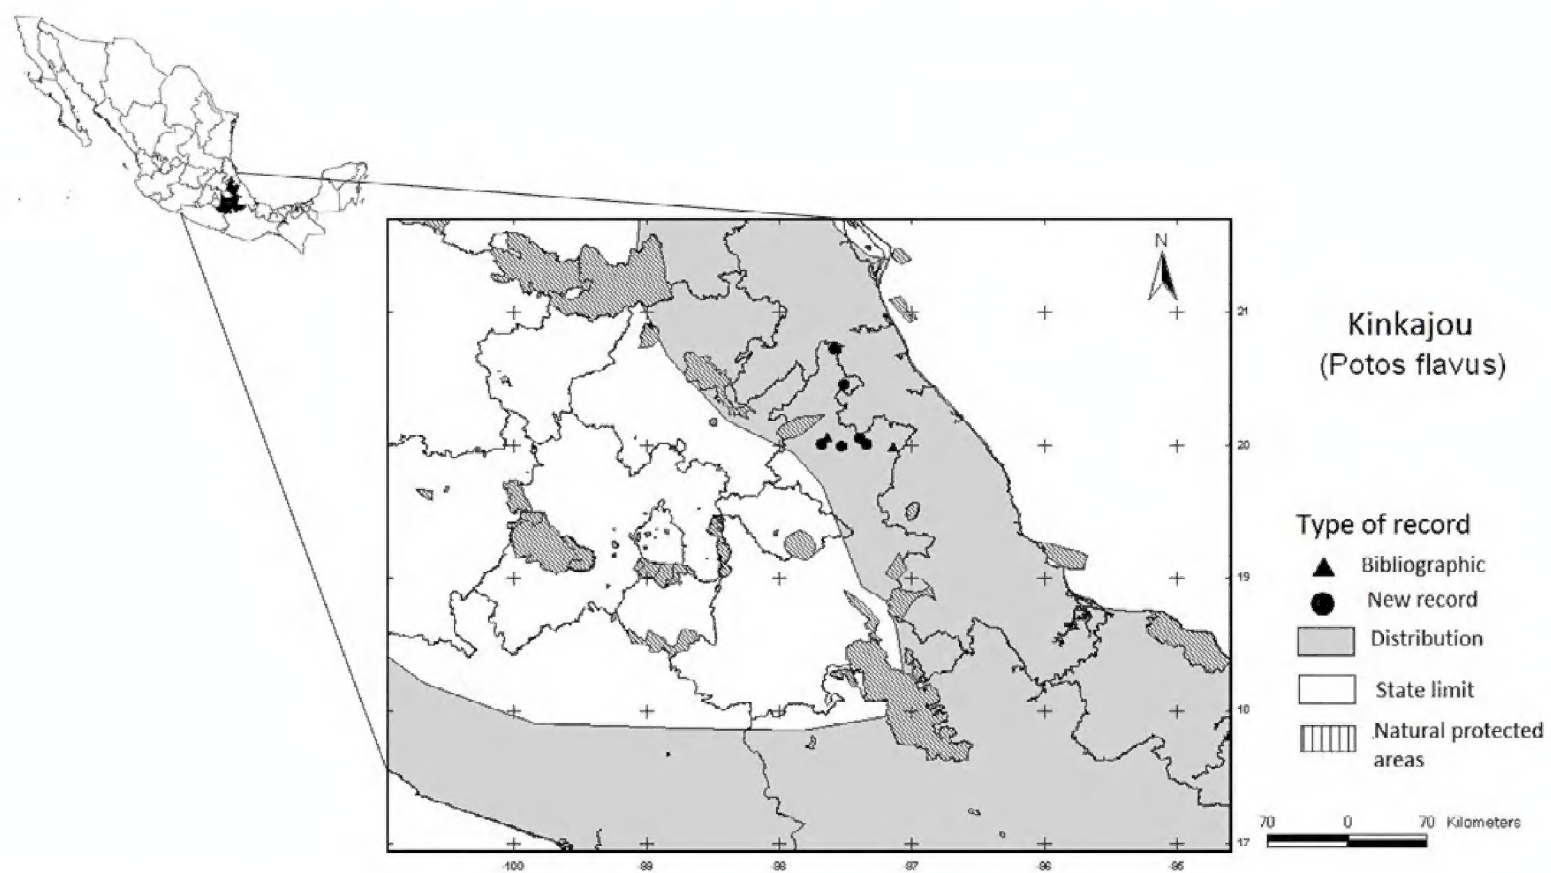 N
21
20
19
18
17
-100
-99
-98
-97
-96
-95
Kinkajou
(Potos flavus)
Type of record
Bibliographic
New record
Distribution
State limit
Natural protected
areas
70 0 70 Kilometers